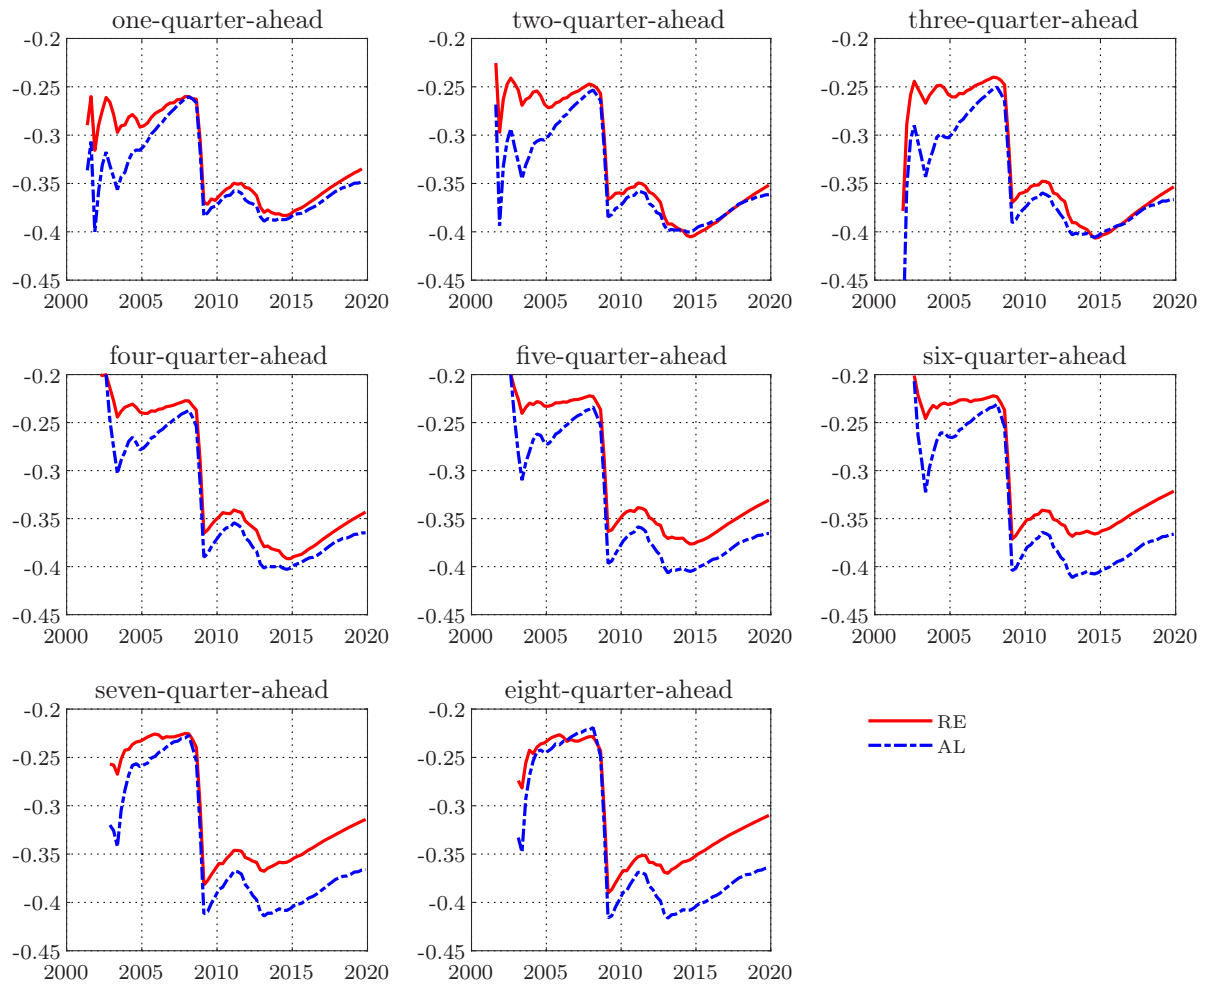 one-quarter-ahead
two-quarter-ahead
three-quarter-ahead
-0.2
-0.25
-0.3
-0.35
-0.4
-0.45
2000 2005 2010 2015 2020
-0.2
-0.25
-0.3
-0.35
-0.4
-0.45
2000 2005 2010 2015 2020
-0.2
-0.25
-0.3
-0.35
-0.4
-0.45
2000 2005 2010 2015 2020
four-quarter-ahead
five-quarter-ahead
six-quarter-ahead
-0.2
-0.25
-0.3
-0.35
-0.4
-0.45
2000 2005 2010 2015 2020
-0.2
-0.25
-0.3
-0.35
-0.4
-0.45
2000 2005 2010 2015 2020
-0.2
-0.25
-0.3
-0.35
-0.4
-0.45
2000 2005 2010 2015 2020
seven-quarter-ahead
eight-quarter-ahead
-0.2
-0.25
-0.3
-0.35
-0.4
-0.45
2000 2005 2010 2015 2020
-0.2
-0.25
-0.3
-0.35
-0.4
-0.45
2000 2005 2010 2015 2020
RE
AL